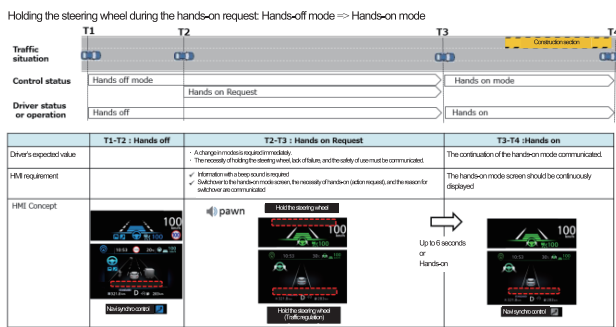 Holding the steering wheel during the hands-on request: Hands-off mode => Hands-on mode
T1 T2 T3 T4
Traffic situation
Construction section
Control status
Hands off mode
Hands on mode
Hands on Request
Driver status or operation
Hands off
Hands on
T1-T2 : Hands off
T2-T3 : Hands on Request
T3-T4 :Hands on
Driver's expected value
· A change in modes is required immediately.
· The necessity of holding the steering wheel, lack of failure, and the safety of use must be communicated.
The continuation of the hands-on mode communicated.
HMI requirement
✓ Information with a beep sound is required
✓ Switchover to the hands-on mode screen, the necessity of hands-on (action request), and the reason for switchover are communicated
The hands-on mode screen should be continuously displayed
HMI Concept
pawn
Hold the steering wheel
100
100
100
Up to 6 seconds
or
Hands-on
10:53
10:53
10:53
D
D
D
Navi synchro control
Hold the steering wheel
(Traffic regulation)
Navi synchro control